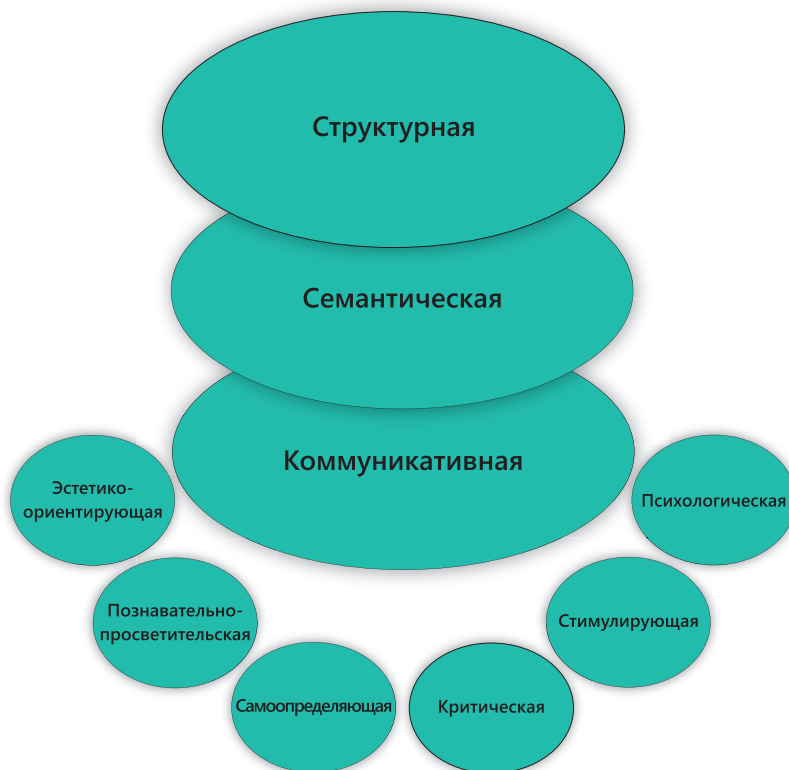 Структурная
Семантическая
Коммуникативная
Эстетико-
ориентирующая
Психологическая
Познавательно-
просветительская
Стимулирующая
Самоопределяющая
Критическая